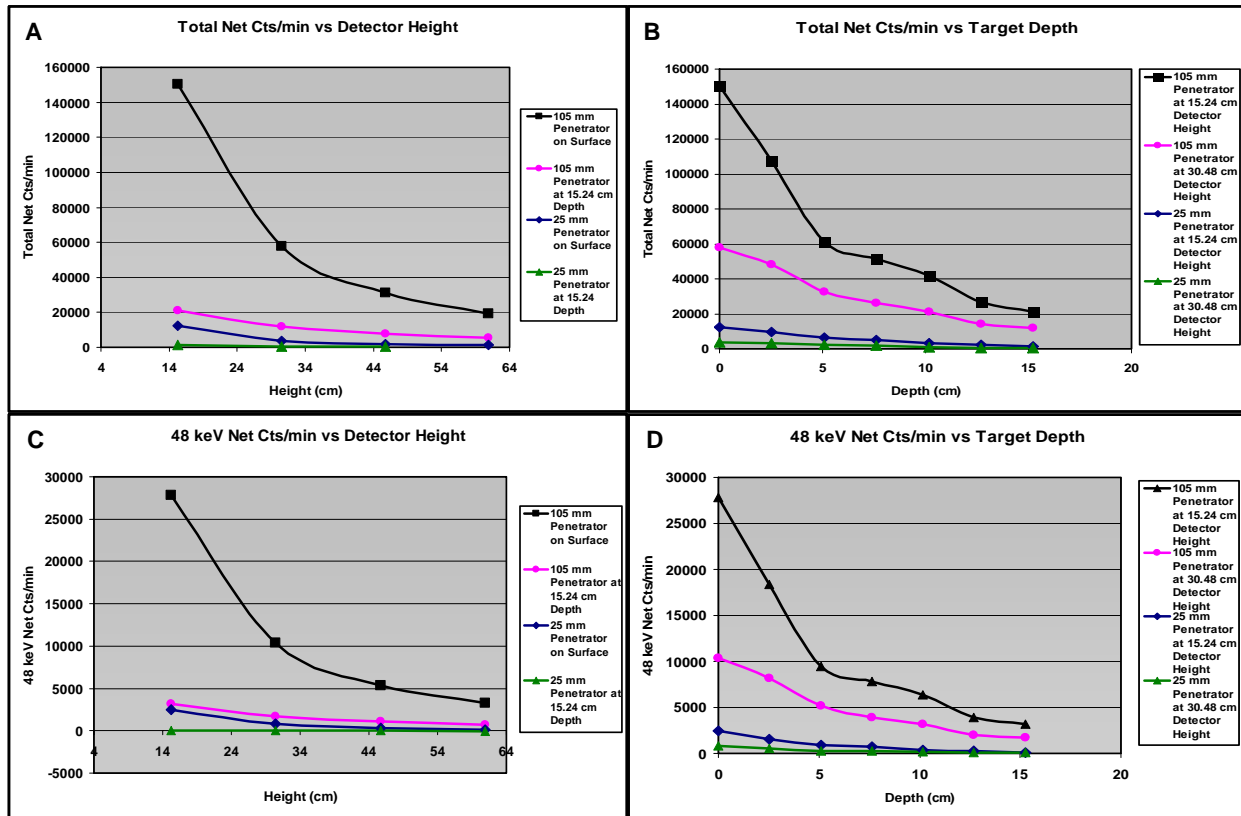 A
Total Net Cts/min vs Detector Height
Total Net Cts/min
160000
140000
120000
100000
80000
60000
40000
20000
0
4 14 24 34 44 54 64
Height (cm)
105 mm
Penetrator
on Surface
105 mm
Penetrator
at 15.24 cm
Depth
25 mm
Penetrator
on Surface
25 mm
Penetrator
at 15.24
Depth
B
Total Net Cts/min vs Target Depth
Total Net Cts/min
160000
140000
120000
100000
80000
60000
40000
20000
0
0 5 10 15 20
Depth (cm)
105 mm
Penetrator
at 15.24 cm
Detector
Height
105 mm
Penetrator
at 30.48 cm
Detector
Height
25 mm
Penetrator
at 15.24 cm
Detector
Height
25 mm
Penetrator
at 30.48 cm
Detector
Height
C
48 keV Net Cts/min vs Detector Height
48 keV Net Cts/min
30000
25000
20000
15000
10000
5000
0
-5000
4 14 24 34 44 54 64
Height (cm)
105 mm
Penetrator
on Surface
105 mm
Penetrator at
15.24 cm
Depth
25 mm
Penetrator
on Surface
25 mm
Penetrator at
15.24 cm
Depth
D
48 keV Net Cts/min vs Target Depth
48 keV Net Cts/min
30000
25000
20000
15000
10000
5000
0
0 5 10 15 20
Depth (cm)
105 mm
Penetrator
at 15.24 cm
Detector
Height
105 mm
Penetrator
at 30.48 cm
Detector
Height
25 mm
Penetrator
at 15.24 cm
Detector
Height
25 mm
Penetrator
at 30.48 cm
Detector
Height